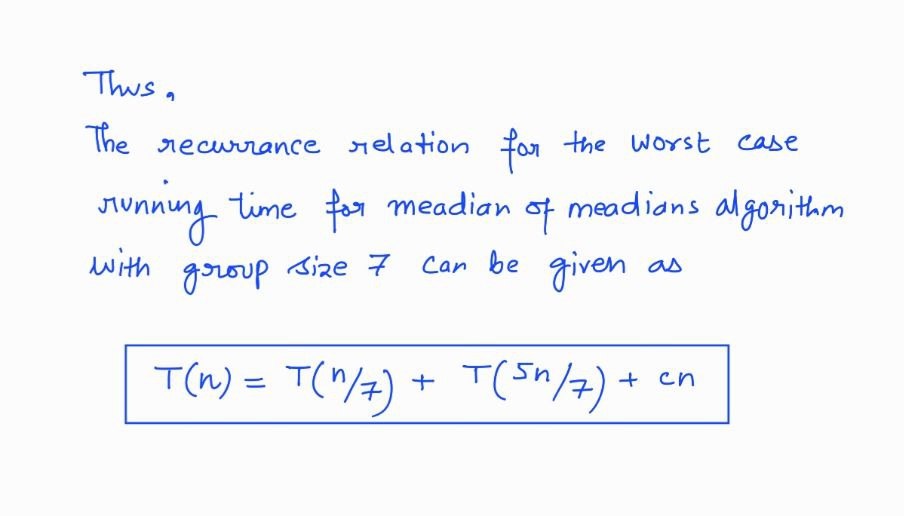 Thus,
The recurrance relation for the worst case
running time for meadian of meadians algorithm
with group size 7 can be given as
T(n) = T(n/7) + T(5n/7) + cn